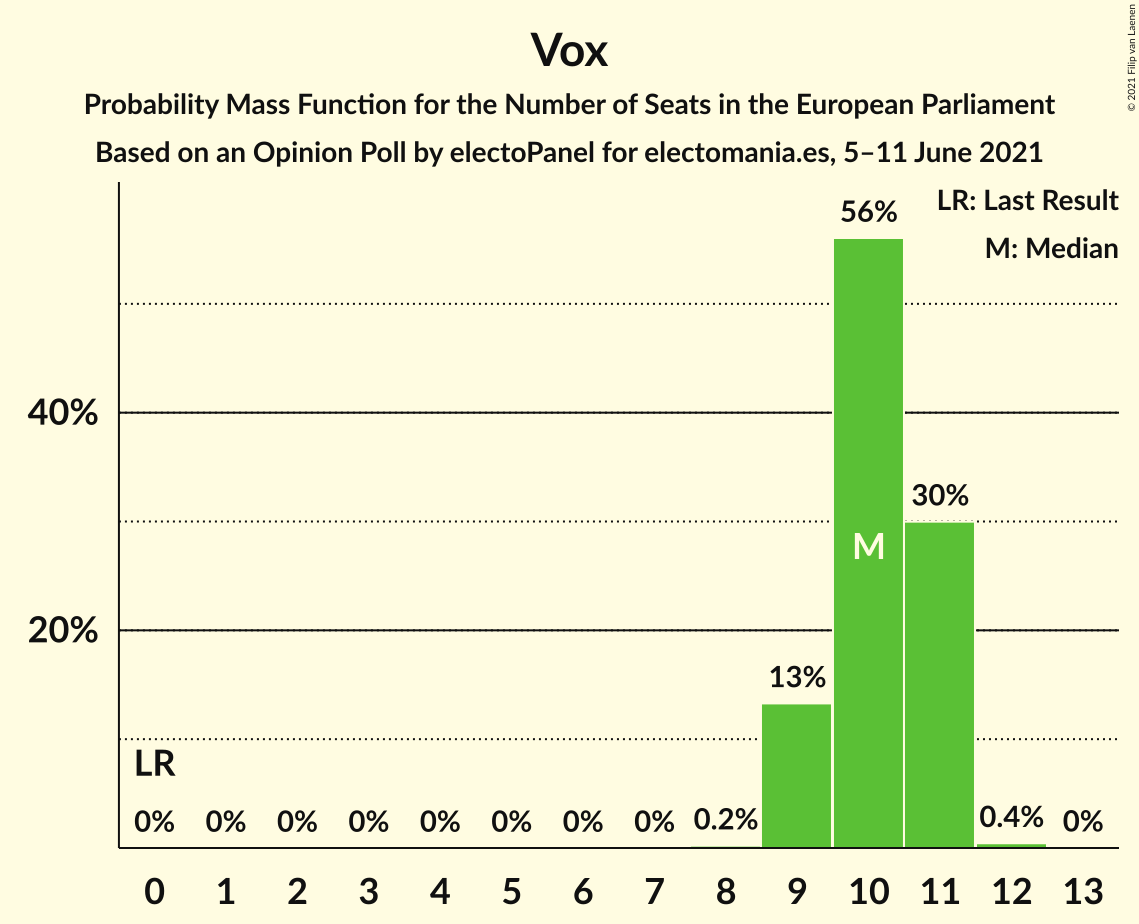 Vox
Probability Mass Function for the Number of Seats in the European Parliament
Based on an Opinion Poll by electoPanel for electomania.es, 5–11 June 2021
© 2021 Filip van Laenen
LR: Last Result
M: Median
56%
40%
30%
M
20%
13%
LR
0% 0% 0% 0% 0% 0% 0% 0% 0.2% 0.4% 0%
0 1 2 3 4 5 6 7 8 9 10 11 12 13